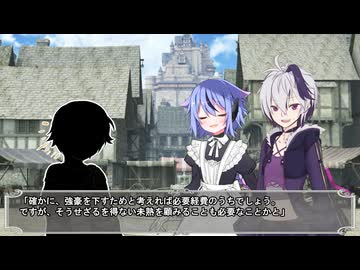 「確かに、強豪を下すためと考えれば必要経費のうちでしょう。
ですが、そうせざるを得ない未熟を顧みることも必要なことかと」